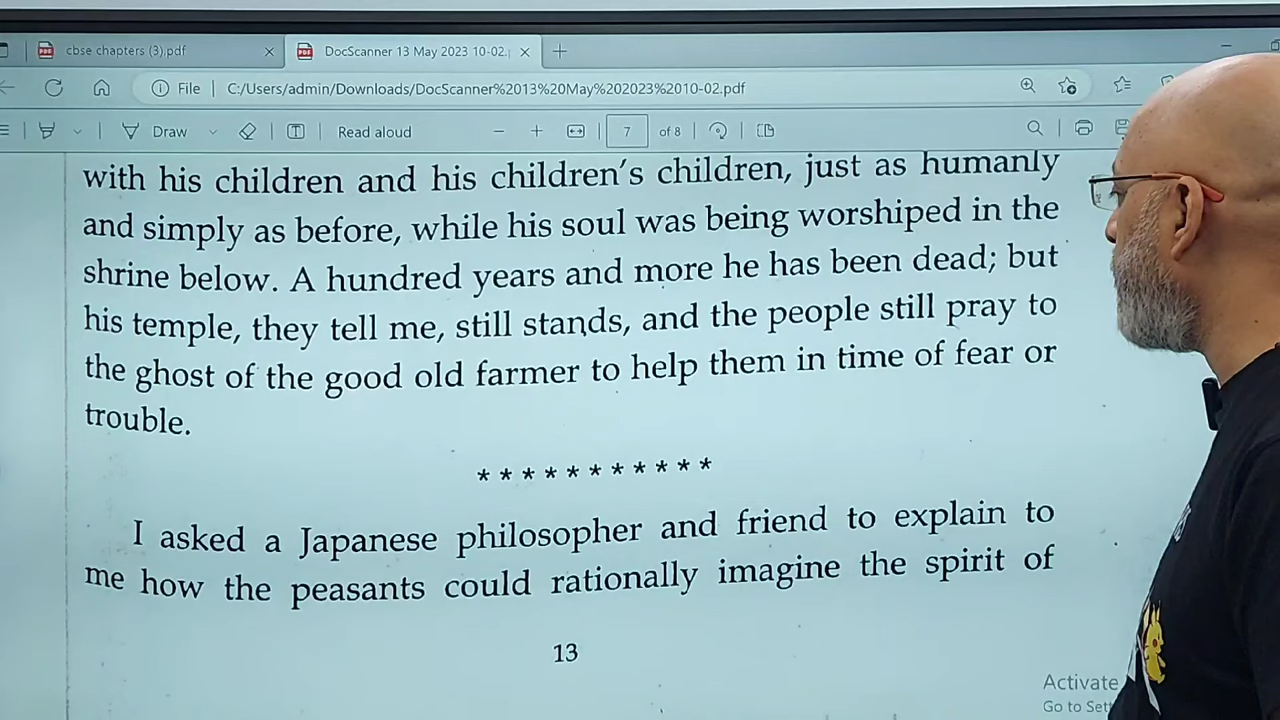 cbse chapters (3).pdf
DocScanner 13 May 2023 10-02.
File C:/Users/admin/Downloads/DocScanner%2013%20May%202023%2010-02.pdf
Draw
Read aloud
7 of 8
with his children and his children's children, just as humanly
and simply as before, while his soul was being worshiped in the
shrine below. A hundred years and more he has been dead; but
his temple, they tell me, still stands, and the people still pray to
the ghost of the good old farmer to help them in time of fear or
trouble.
* * * * * * * * * * *
I asked a Japanese philosopher and friend to explain to
me how the peasants could rationally imagine the spirit of
13
Activate
Go to Sett